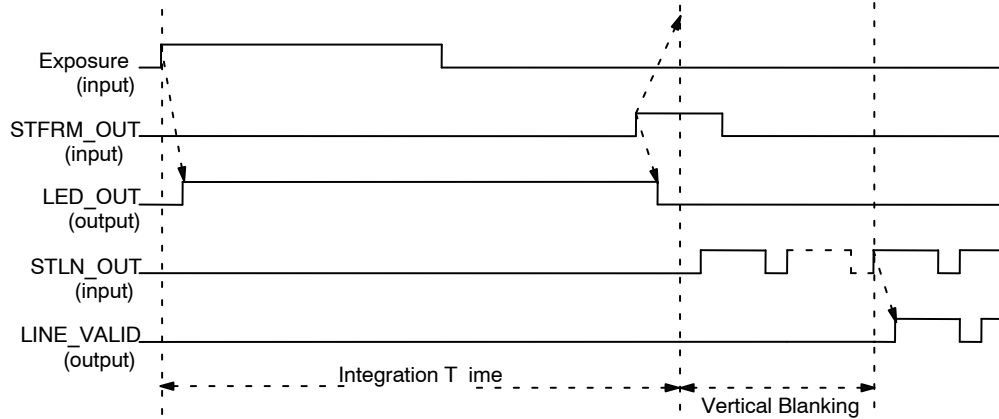 Exposure
(input)
STFRM_OUT
(input)
LED_OUT
(output)
STLN_OUT
(input)
LINE_VALID
(output)
Integration T ime
Vertical Blanking